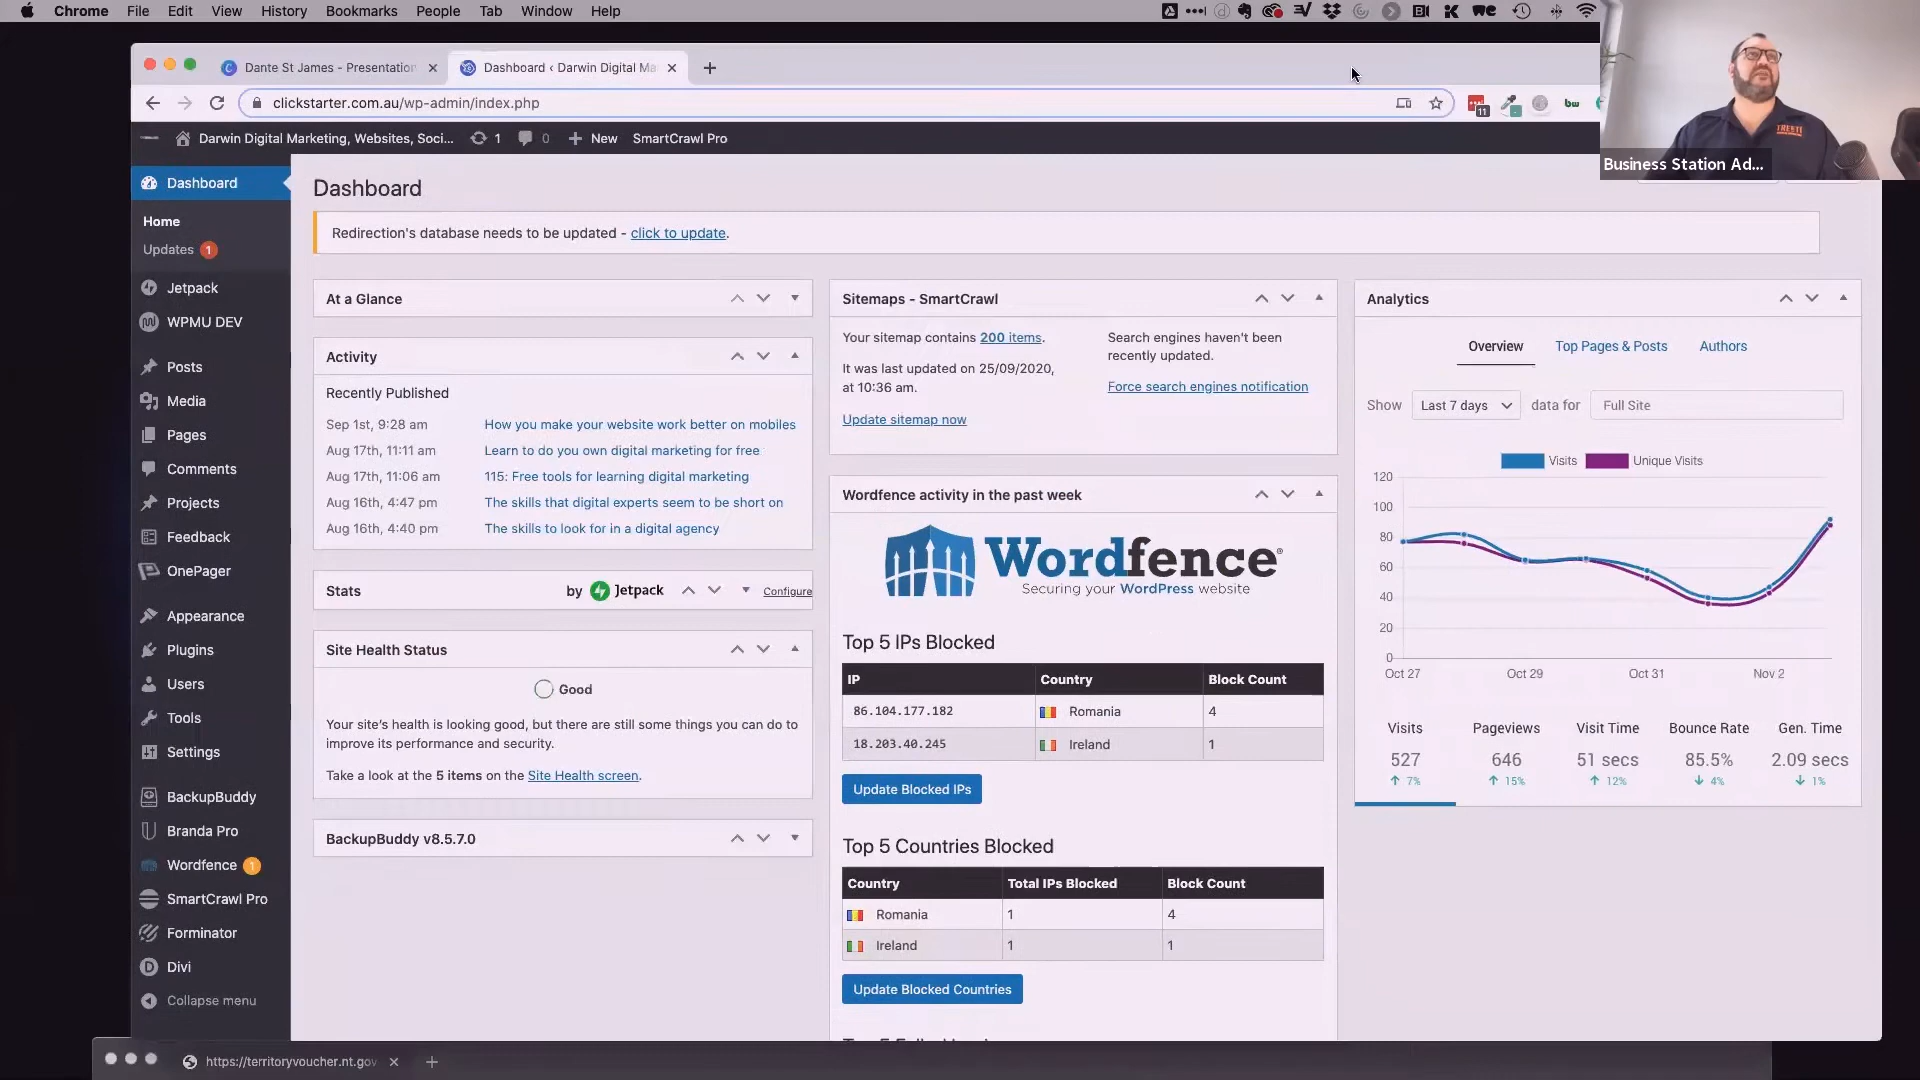 Chrome File Edit View History Bookmarks People Tab Window Help
Dante St James - Presentation
Dashboard ‹ Darwin Digital Ma
clickstarter.com.au/wp-admin/index.php
11
bw
Darwin Digital Marketing, Websites, Soci... 1 0 New SmartCrawl Pro
Business Station Ad...
Dashboard
Home
Updates 1
Jetpack
WPMU DEV
Posts
Media
Pages
Comments
Projects
Feedback
OnePager
Appearance
Plugins
Users
Tools
Settings
BackupBuddy
Branda Pro
Wordfence 1
SmartCrawl Pro
Forminator
Divi
Collapse menu
Dashboard
Redirection's database needs to be updated - click to update.
At a Glance
Activity
Recently Published
Sep 1st, 9:28 am How you make your website work better on mobiles
Aug 17th, 11:11 am Learn to do you own digital marketing for free
Aug 17th, 11:06 am 115: Free tools for learning digital marketing
Aug 16th, 4:47 pm The skills that digital experts seem to be short on
Aug 16th, 4:40 pm The skills to look for in a digital agency
Stats by Jetpack Configure
Site Health Status
Good
Your site's health is looking good, but there are still some things you can do to
improve its performance and security.
Take a look at the 5 items on the Site Health screen.
BackupBuddy v8.5.7.0
Sitemaps - SmartCrawl
Your sitemap contains 200 items.
It was last updated on 25/09/2020,
at 10:36 am.
Update sitemap now
Search engines haven't been
recently updated.
Force search engines notification
Wordfence activity in the past week
Wordfence®
Securing your WordPress website
Top 5 IPs Blocked
IP Country Block Count
86.104.177.182 Romania 4
18.203.40.245 Ireland 1
Update Blocked IPs
Top 5 Countries Blocked
Country Total IPs Blocked Block Count
Romania 1 4
Ireland 1 1
Update Blocked Countries
Analytics
Overview Top Pages & Posts Authors
Show Last 7 days data for Full Site
Visits Unique Visits
120
100
80
60
40
20
0
Oct 27 Oct 29 Oct 31 Nov 2
Visits Pageviews Visit Time Bounce Rate Gen. Time
527 646 51 secs 85.5% 2.09 secs
7% 15% 12% 4% 1%
https://territoryvoucher.nt.gov